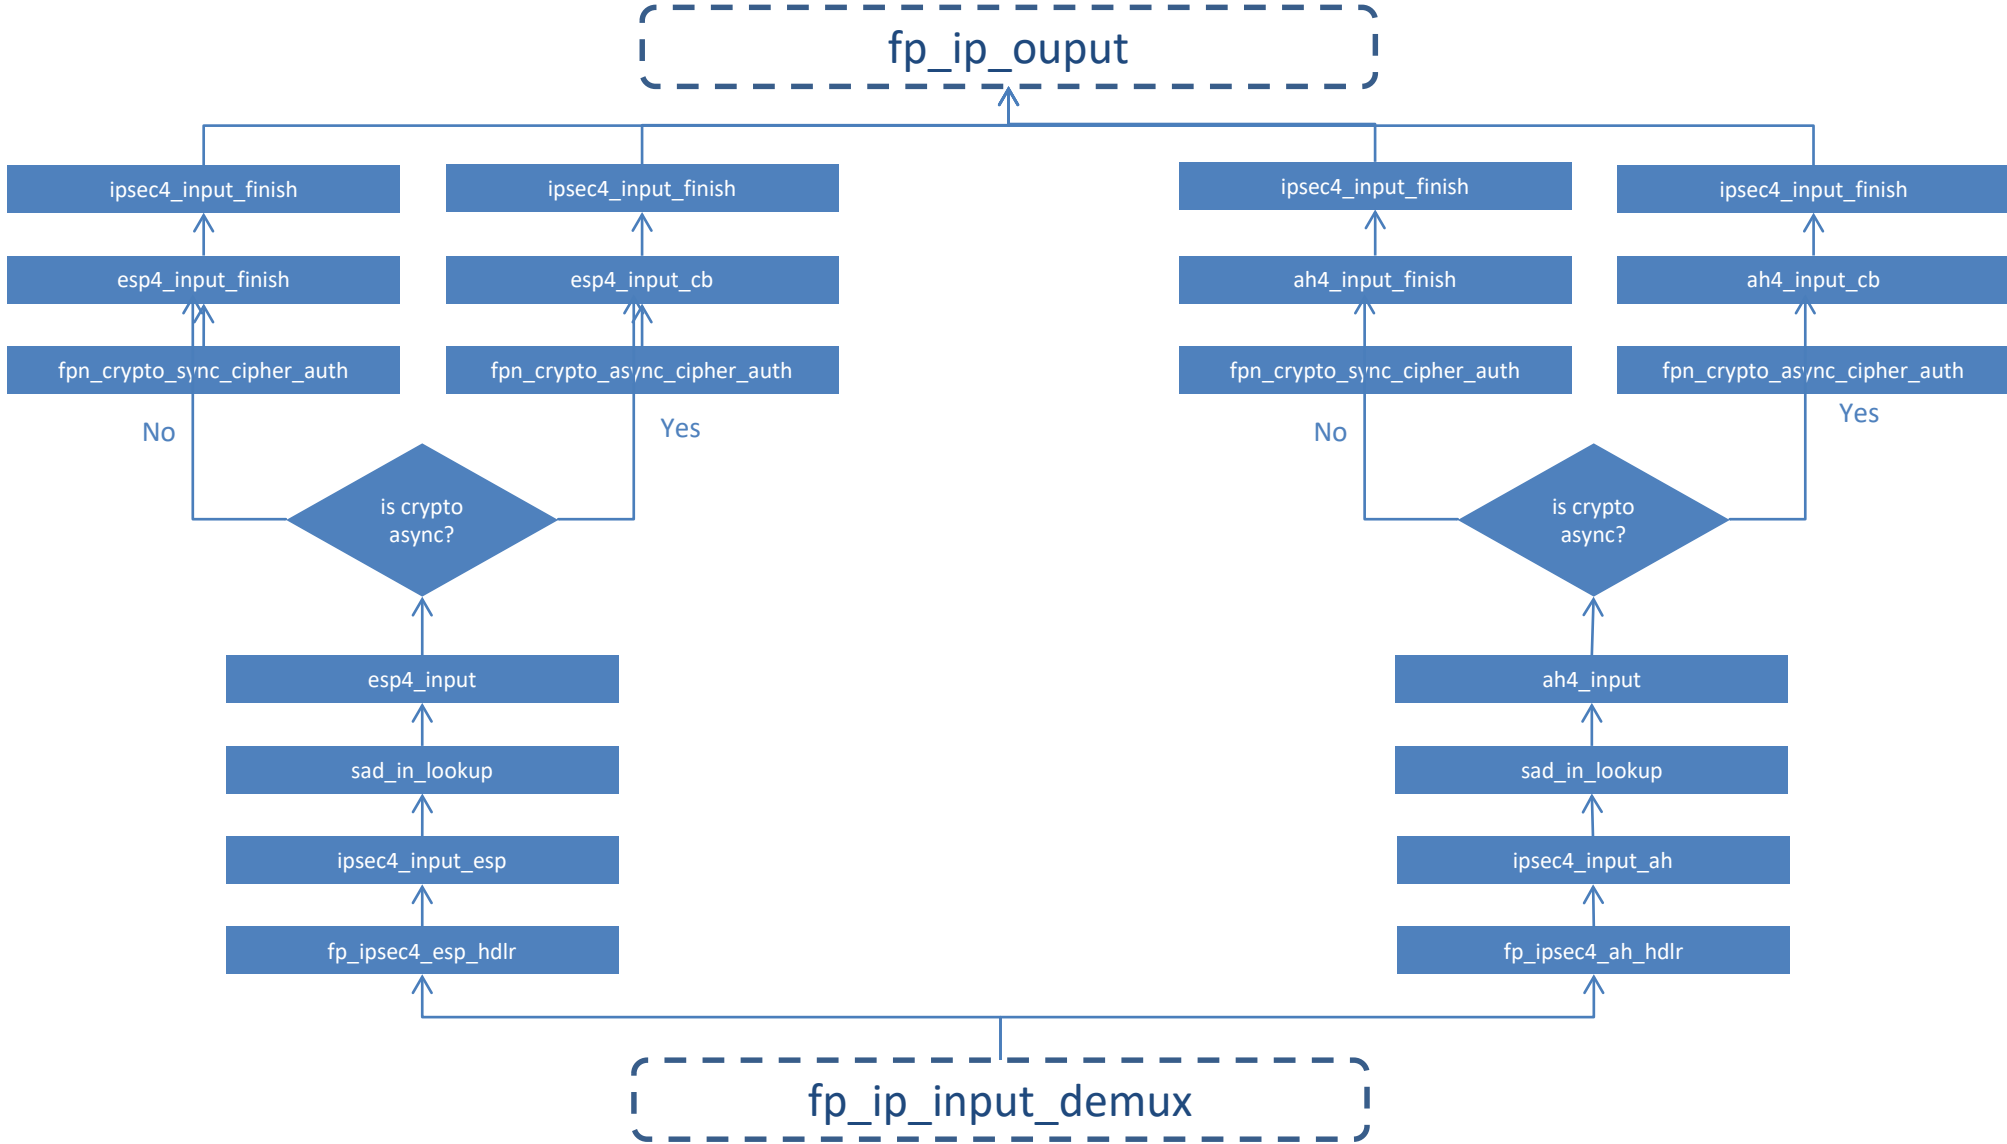 fp_ip_ouput
ipsec4_input_finish
ipsec4_input_finish
ipsec4_input_finish
ipsec4_input_finish
esp4_input_finish
esp4_input_cb
ah4_input_finish
ah4_input_cb
fpn_crypto_sync_cipher_auth
fpn_crypto_async_cipher_auth
fpn_crypto_sync_cipher_auth
fpn_crypto_async_cipher_auth
No
Yes
No
Yes
is crypto
async?
is crypto
async?
esp4_input
ah4_input
sad_in_lookup
sad_in_lookup
ipsec4_input_esp
ipsec4_input_ah
fp_ipsec4_esp_hdlr
fp_ipsec4_ah_hdlr
fp_ip_input_demux